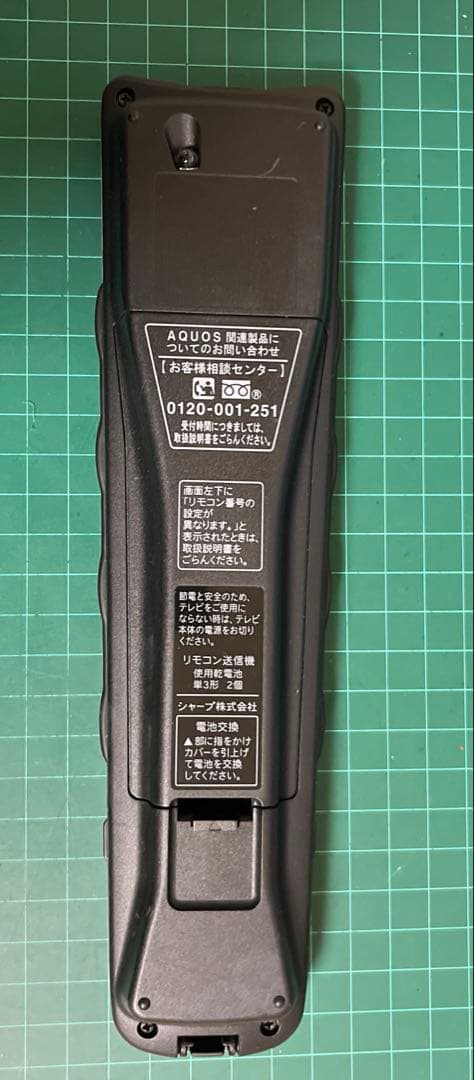 AQUOS 関連製品に
ついてのお問い合わせ
【お客様相談センター】
®
0120-001-251
受付時間につきましては、
取扱説明書をごらんください。
画面左下に
「リモコン番号の
設定が
異なります。」と
表示されたときは、
取扱説明書を
ごらんください。
節電と安全のため、
テレビをご使用に
ならない時は、テレビ
本体の電源をお切り
ください。
リモコン送信機
使用乾電池
単3形 2個
シャープ株式会社
電池交換
▲部に指をかけ
カバーを引上げ
て電池を交換
してください。